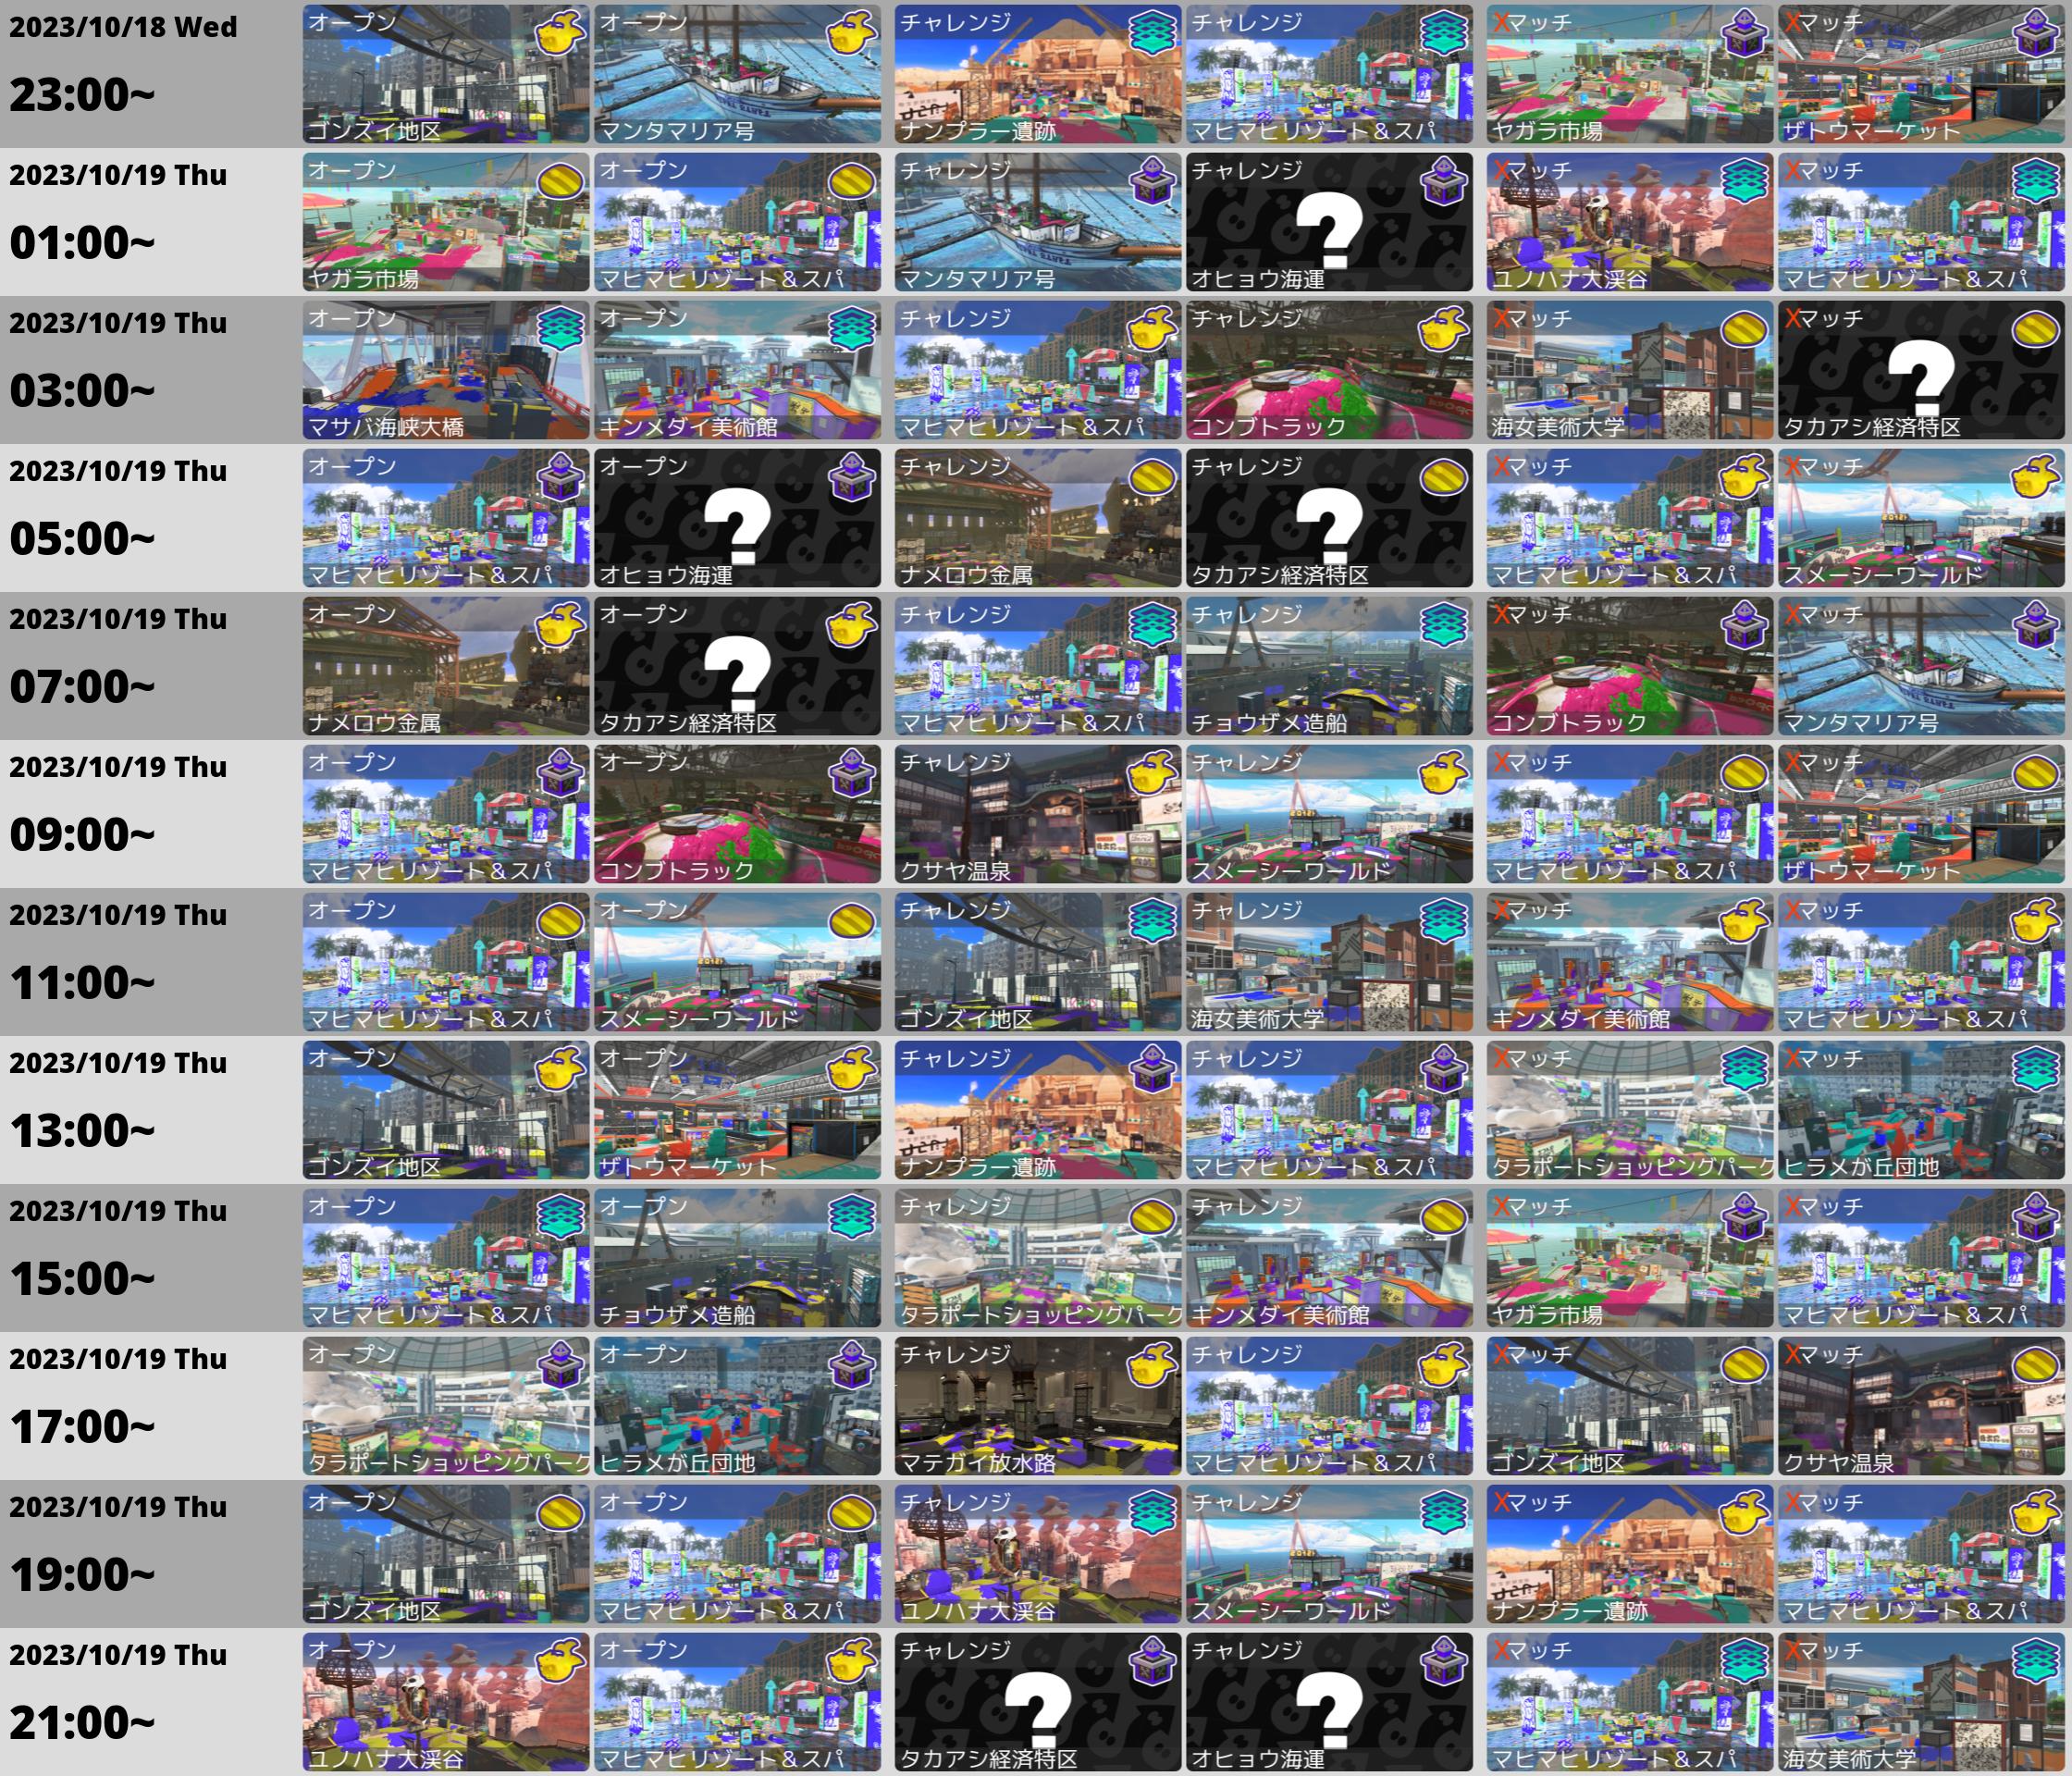 2023/10/18 Wed
23:00~
オープン オープン チャレンジ チャレンジ Xマッチ Xマッチ
ゴンズイ地区 マンタマリア号 ナンプラー遺跡 マヒマヒリゾート＆スパ ヤガラ市場 ザトウマーケット
2023/10/19 Thu
01:00~
オープン オープン チャレンジ チャレンジ Xマッチ Xマッチ
ヤガラ市場 マヒマヒリゾート＆スパ マンタマリア号 オヒョウ海運 ユノハナ大渓谷 マヒマヒリゾート＆スパ
?
2023/10/19 Thu
03:00~
オープン オープン チャレンジ チャレンジ Xマッチ Xマッチ
マサバ海峡大橋 キンメダイ美術館 マヒマヒリゾート＆スパ コンブトラック 海女美術大学 タカアシ経済特区
?
2023/10/19 Thu
05:00~
オープン オープン チャレンジ チャレンジ Xマッチ Xマッチ
マヒマヒリゾート＆スパ オヒョウ海運 ナメロウ金属 タカアシ経済特区 マヒマヒリゾート＆スパ スメーシーワールド
? ?
2023/10/19 Thu
07:00~
オープン オープン チャレンジ チャレンジ Xマッチ Xマッチ
ナメロウ金属 タカアシ経済特区 マヒマヒリゾート＆スパ チョウザメ造船 コンブトラック マンタマリア号
?
2023/10/19 Thu
09:00~
オープン オープン チャレンジ チャレンジ Xマッチ Xマッチ
マヒマヒリゾート＆スパ コンブトラック クサヤ温泉 スメーシーワールド マヒマヒリゾート＆スパ ザトウマーケット
2023/10/19 Thu
11:00~
オープン オープン チャレンジ チャレンジ Xマッチ Xマッチ
マヒマヒリゾート＆スパ スメーシーワールド ゴンズイ地区 海女美術大学 キンメダイ美術館 マヒマヒリゾート＆スパ
2023/10/19 Thu
13:00~
オープン オープン チャレンジ チャレンジ Xマッチ Xマッチ
ゴンズイ地区 ザトウマーケット ナンプラー遺跡 マヒマヒリゾート＆スパ タラポートショッピングパーク ヒラメが丘団地
2023/10/19 Thu
15:00~
オープン オープン チャレンジ チャレンジ Xマッチ Xマッチ
マヒマヒリゾート＆スパ チョウザメ造船 タラポートショッピングパーク キンメダイ美術館 ヤガラ市場 マヒマヒリゾート＆スパ
2023/10/19 Thu
17:00~
オープン オープン チャレンジ チャレンジ Xマッチ Xマッチ
タラポートショッピングパーク ヒラメが丘団地 マテガイ放水路 マヒマヒリゾート＆スパ ゴンズイ地区 クサヤ温泉
2023/10/19 Thu
19:00~
オープン オープン チャレンジ チャレンジ Xマッチ Xマッチ
ゴンズイ地区 マヒマヒリゾート＆スパ ユノハナ大渓谷 スメーシーワールド ナンプラー遺跡 マヒマヒリゾート＆スパ
2023/10/19 Thu
21:00~
オープン オープン チャレンジ チャレンジ Xマッチ Xマッチ
ユノハナ大渓谷 マヒマヒリゾート＆スパ タカアシ経済特区 オヒョウ海運 マヒマヒリゾート＆スパ 海女美術大学
? ?